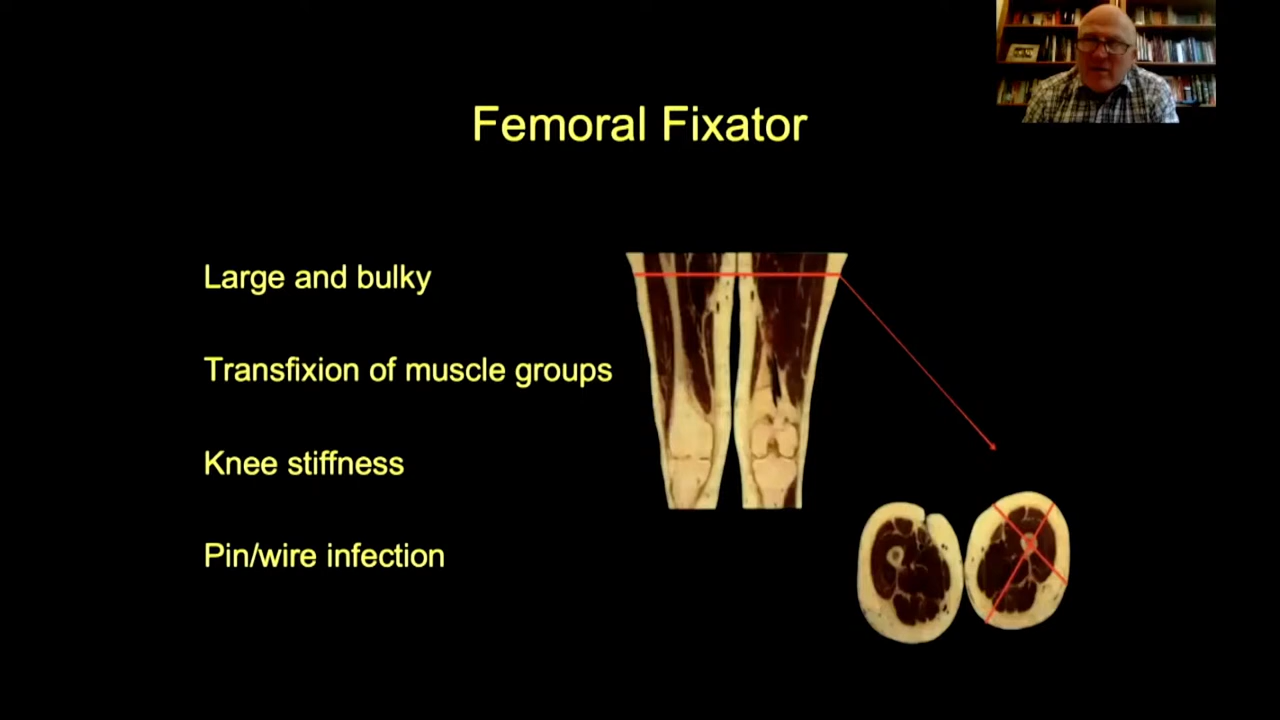 Femoral Fixator
Large and bulky
Transfixion of muscle groups
Knee stiffness
Pin/wire infection